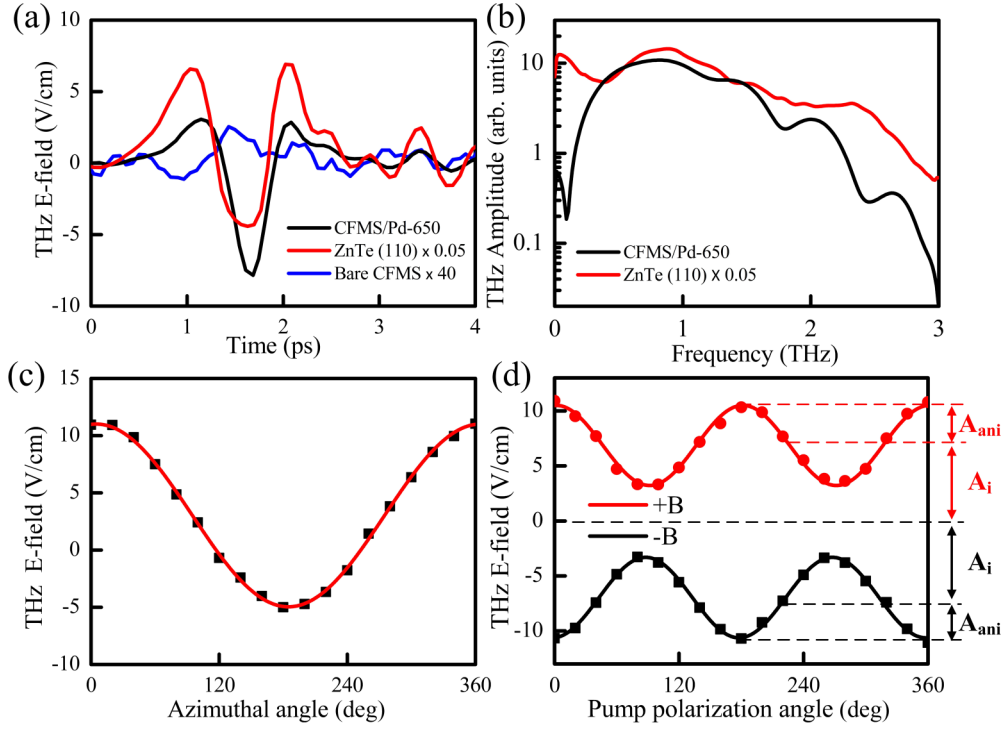 (a)
10
5
0
-5
-10
THz E-field (V/cm)
CFMS/Pd-650
ZnTe (110) x 0.05
Bare CFMS x 40
0 1 2 3 4
Time (ps)
(b)
10
1
0.1
THz Amplitude (arb. units)
CFMS/Pd-650
ZnTe (110) x 0.05
0 1 2 3
Frequency (THz)
(c)
15
10
5
0
-5
-10
THz E-field (V/cm)
0 120 240 360
Azimuthal angle (deg)
(d)
10
5
0
-5
-10
THz E-field (V/cm)
+B
-B
A_ani
A_i
A_i
A_ani
0 120 240 360
Pump polarization angle (deg)